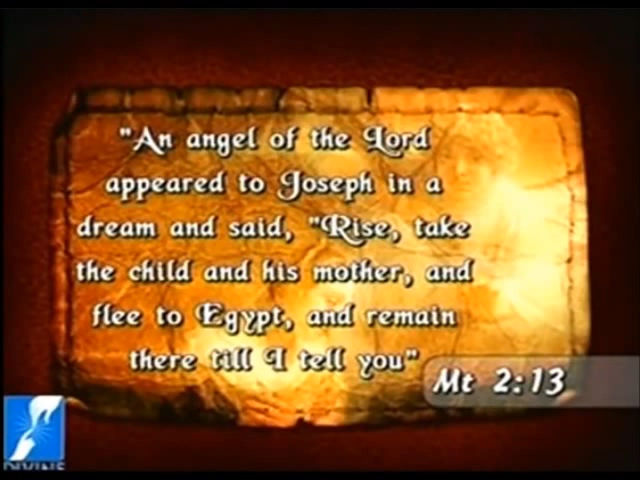 "An angel of the Lord
appeared to Joseph in a
dream and said, "Rise, take
the child and his mother, and
flee to Egypt, and remain
there till I tell you"
Mt 2:13
DIVINE